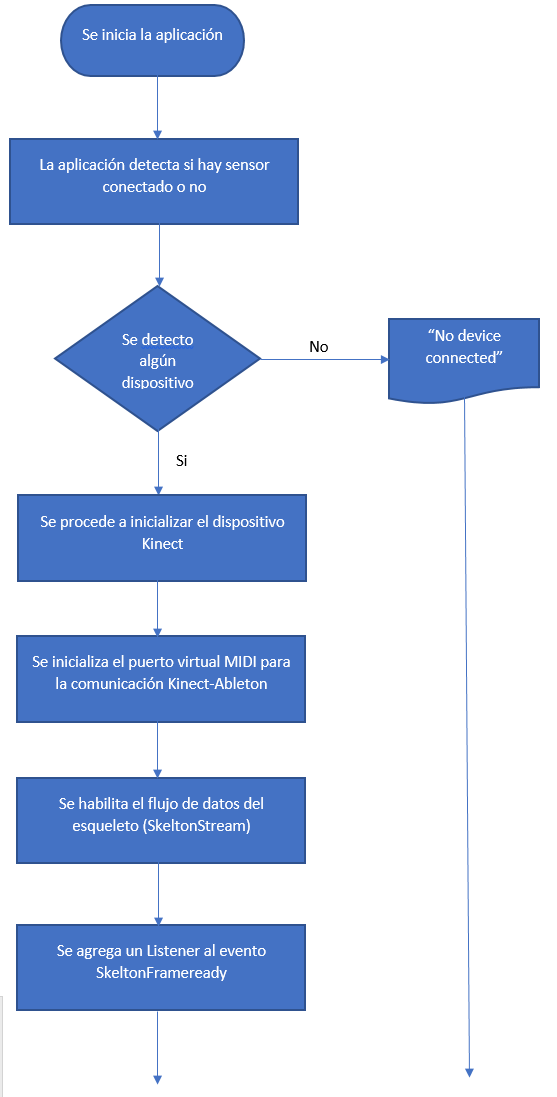 Se inicia la aplicación
La aplicación detecta si hay sensor
conectado o no
Se detecto
algún
dispositivo
No
“No device
connected”
Si
Se procede a inicializar el dispositivo
Kinect
Se inicializa el puerto virtual MIDI para
la comunicación Kinect-Ableton
Se habilita el flujo de datos del
esqueleto (SkeltonStream)
Se agrega un Listener al evento
SkeltonFrameready